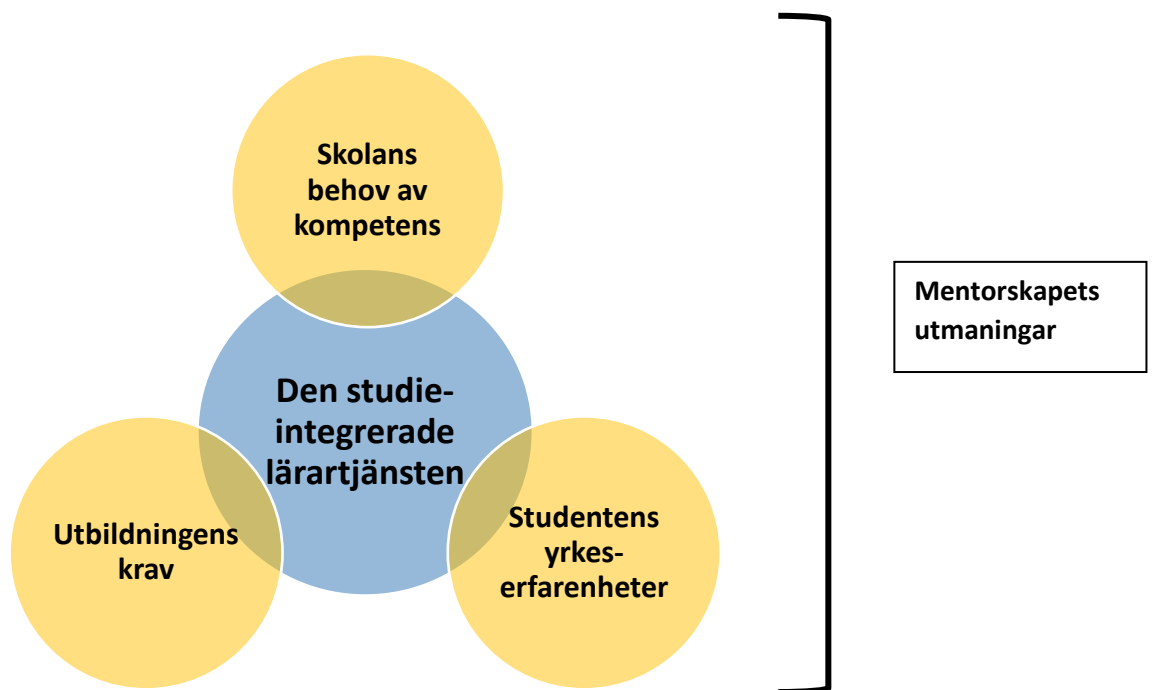 Skolans
behov av
kompetens
Mentorskapets
utmaningar
Den studie-
integrerade
lärartjänsten
Utbildningens
krav
Studentens
yrkes-
erfarenheter